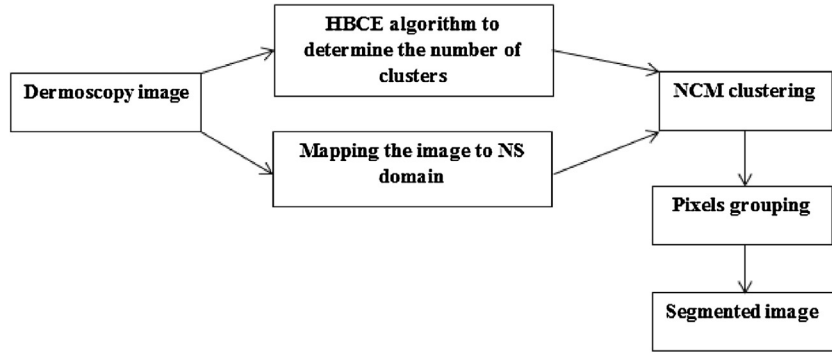 HBCE algorithm to
determine the number of
clusters
Dermoscopy image
NCM clustering
Mapping the image to NS
domain
Pixels grouping
Segmented image